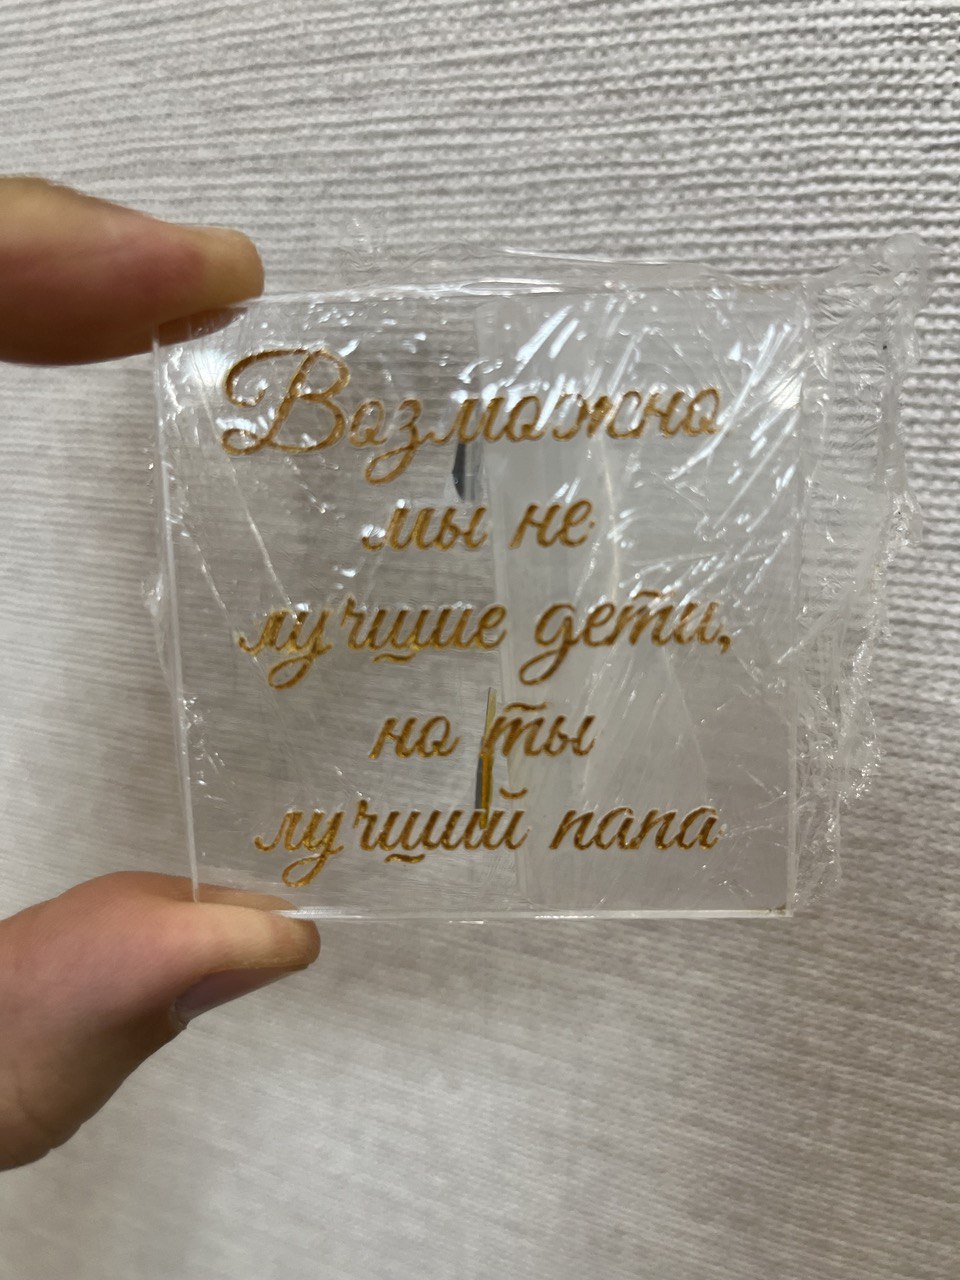 Возможно
мы не
лучшие дети,
но ты
лучший папа